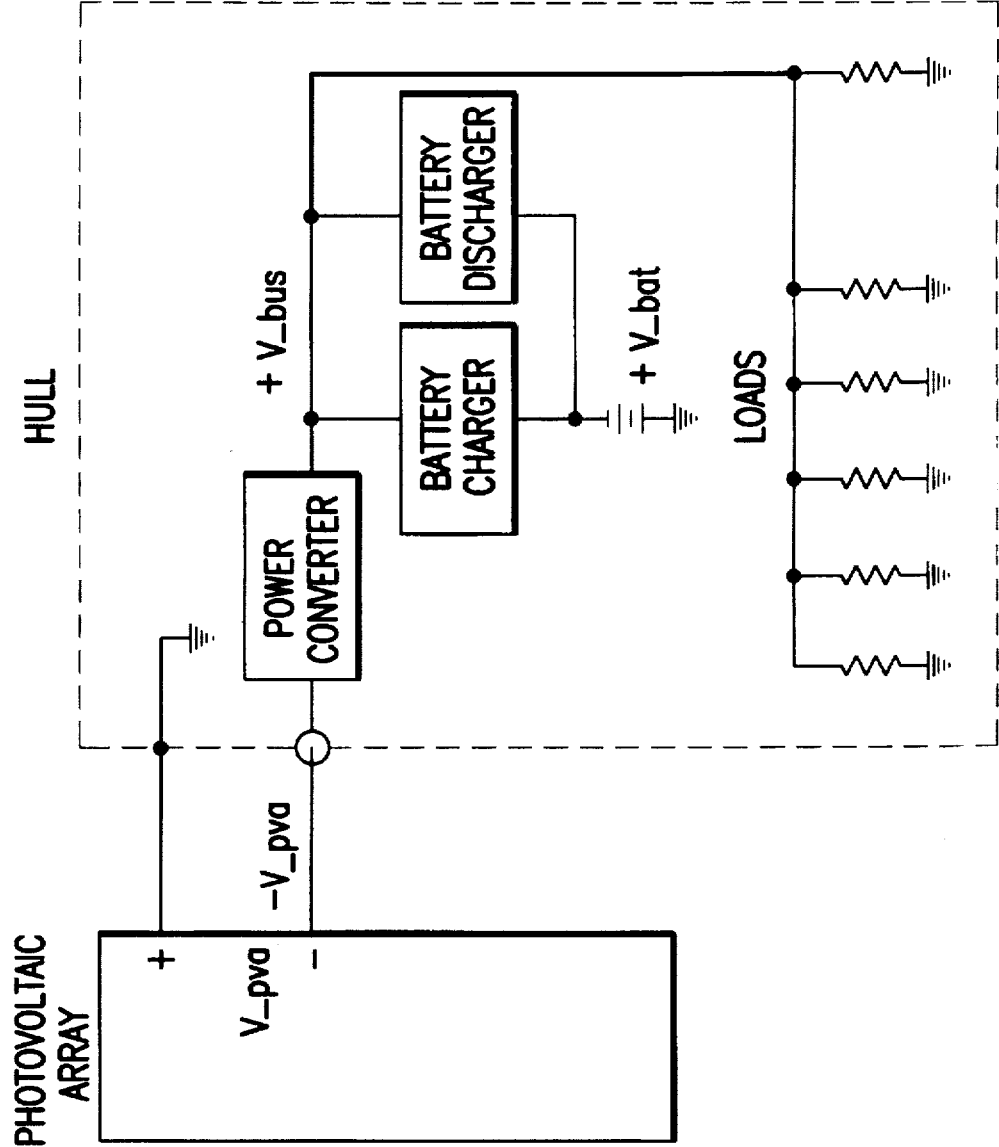 PHOTOVOLTAIC
ARRAY
+
V_pva
-
-V_pva
HULL
POWER
CONVERTER
+ V_bus
BATTERY
CHARGER
BATTERY
DISCHARGER
+ V_bat
LOADS